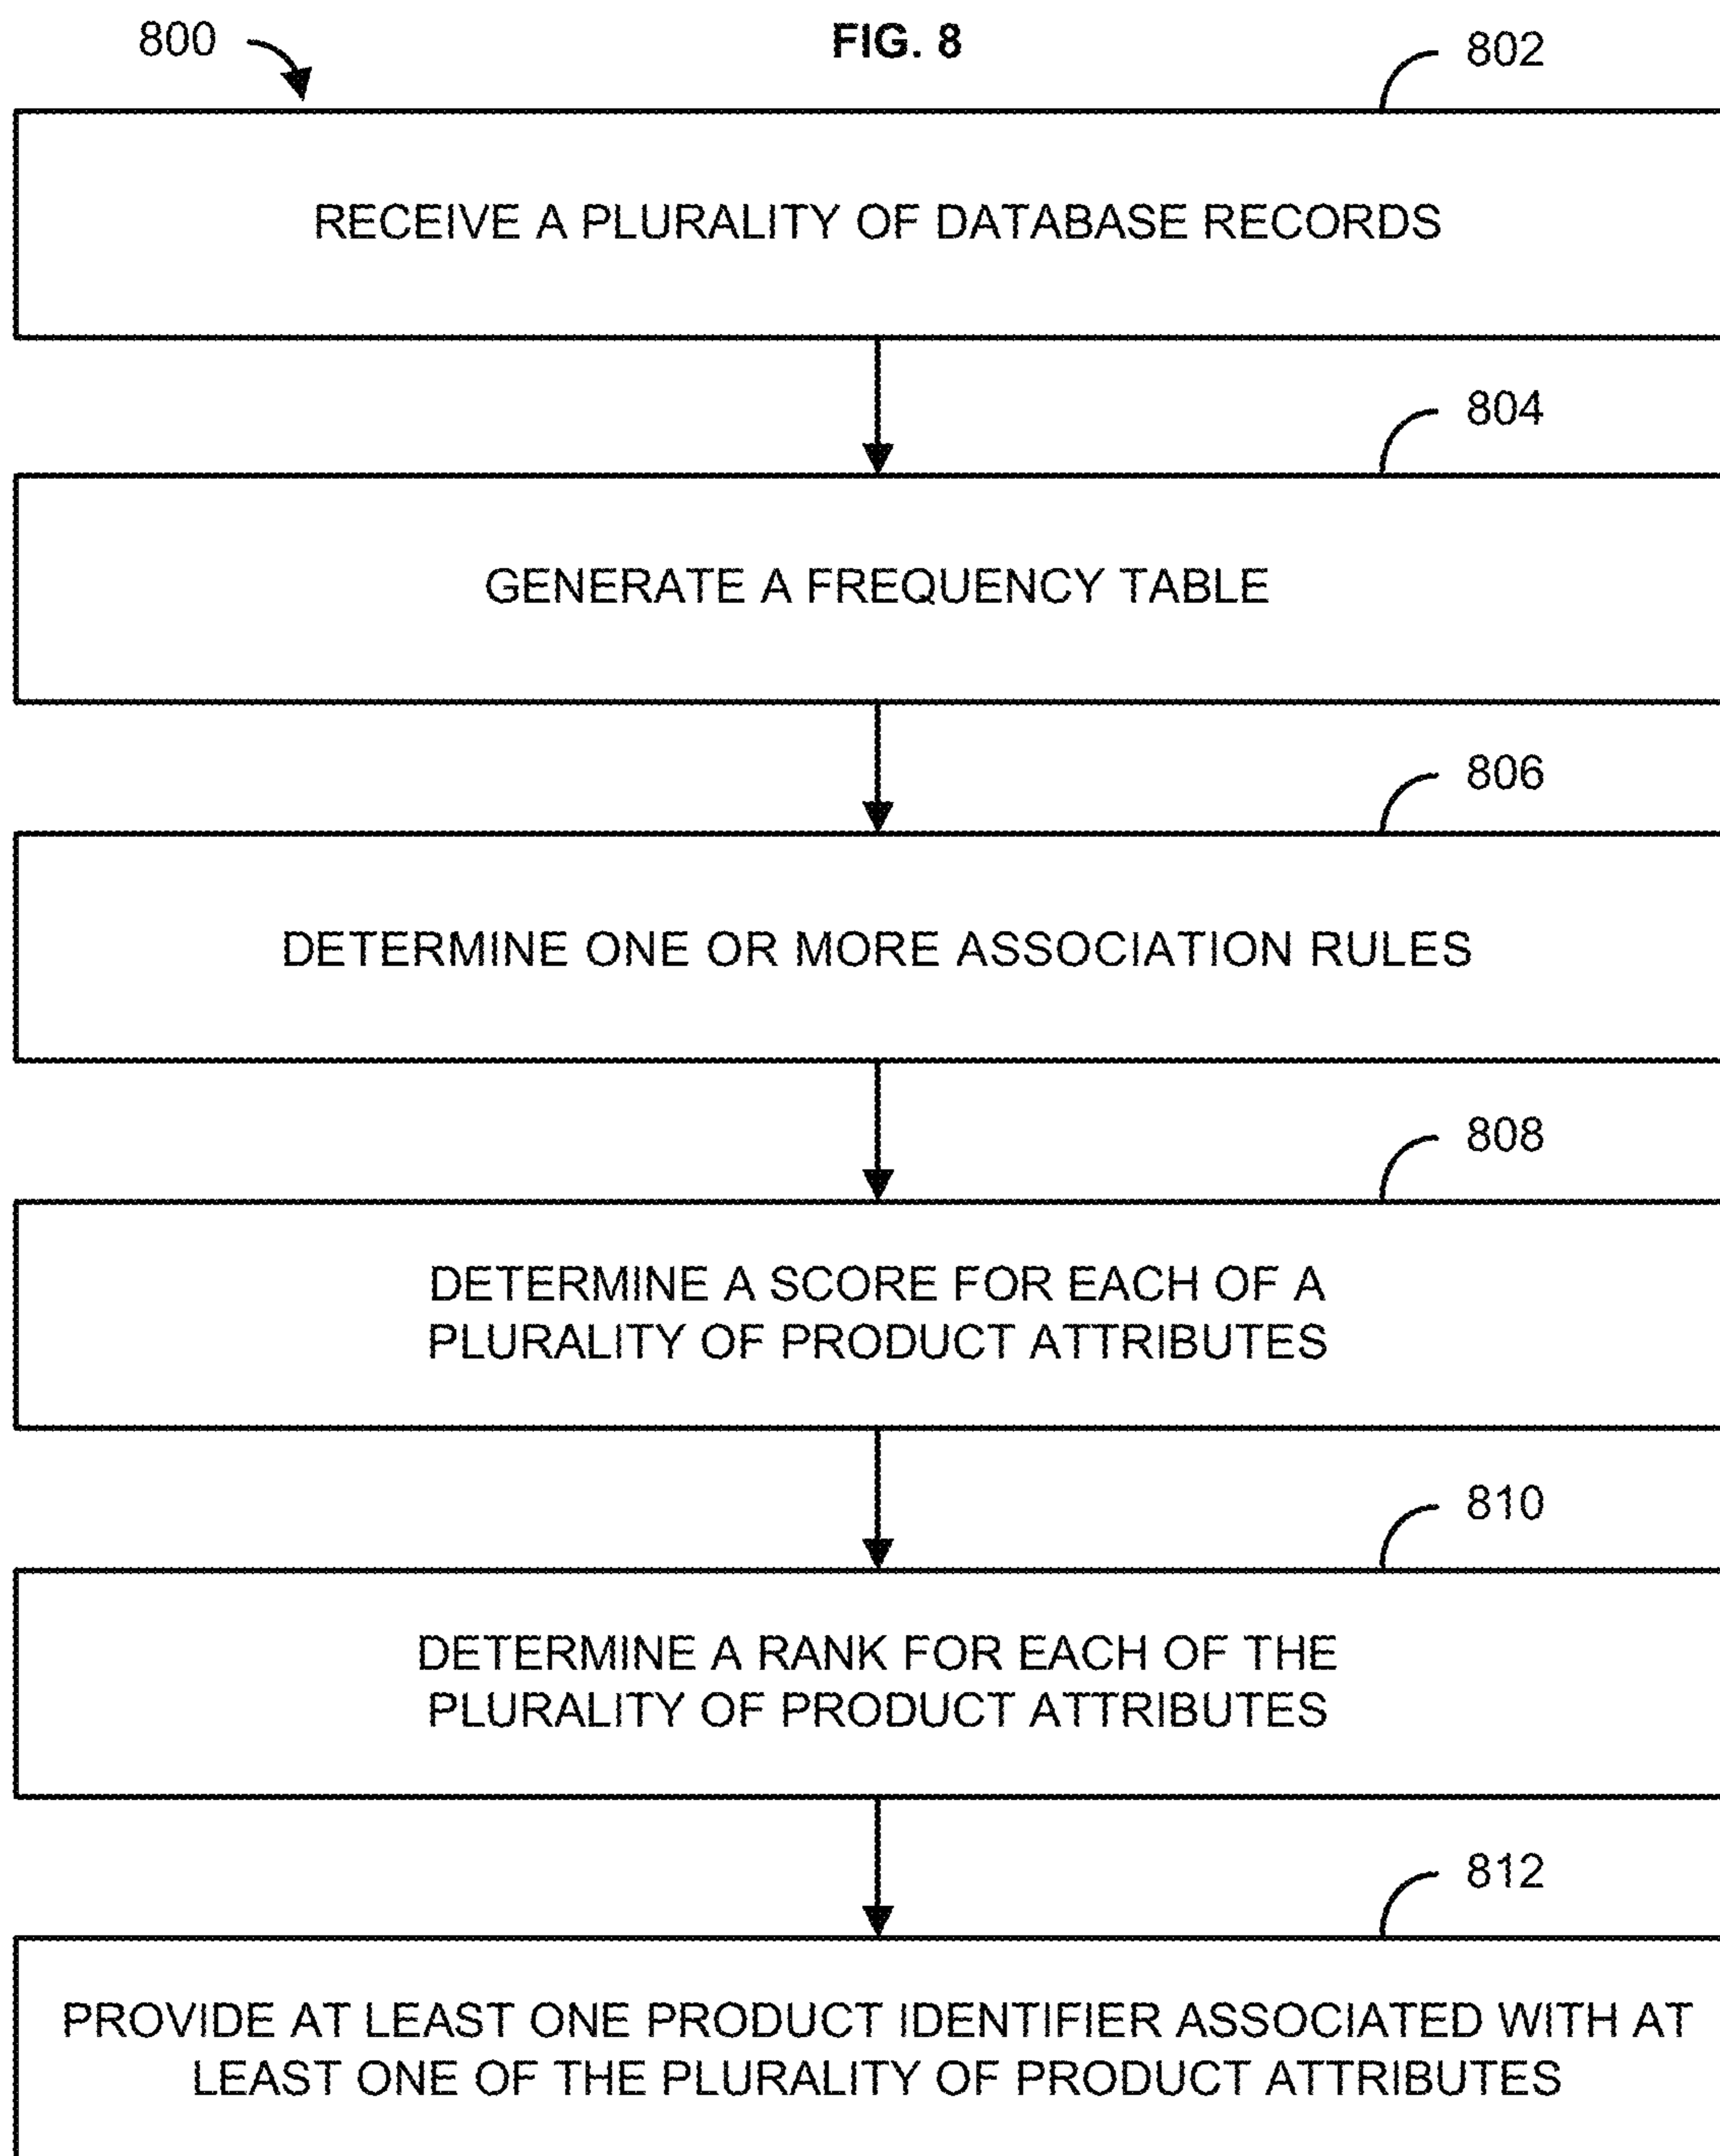 800
FIG. 8
802
RECEIVE A PLURALITY OF DATABASE RECORDS
804
GENERATE A FREQUENCY TABLE
806
DETERMINE ONE OR MORE ASSOCIATION RULES
808
DETERMINE A SCORE FOR EACH OF A
PLURALITY OF PRODUCT ATTRIBUTES
810
DETERMINE A RANK FOR EACH OF THE
PLURALITY OF PRODUCT ATTRIBUTES
812
PROVIDE AT LEAST ONE PRODUCT IDENTIFIER ASSOCIATED WITH AT
LEAST ONE OF THE PLURALITY OF PRODUCT ATTRIBUTES